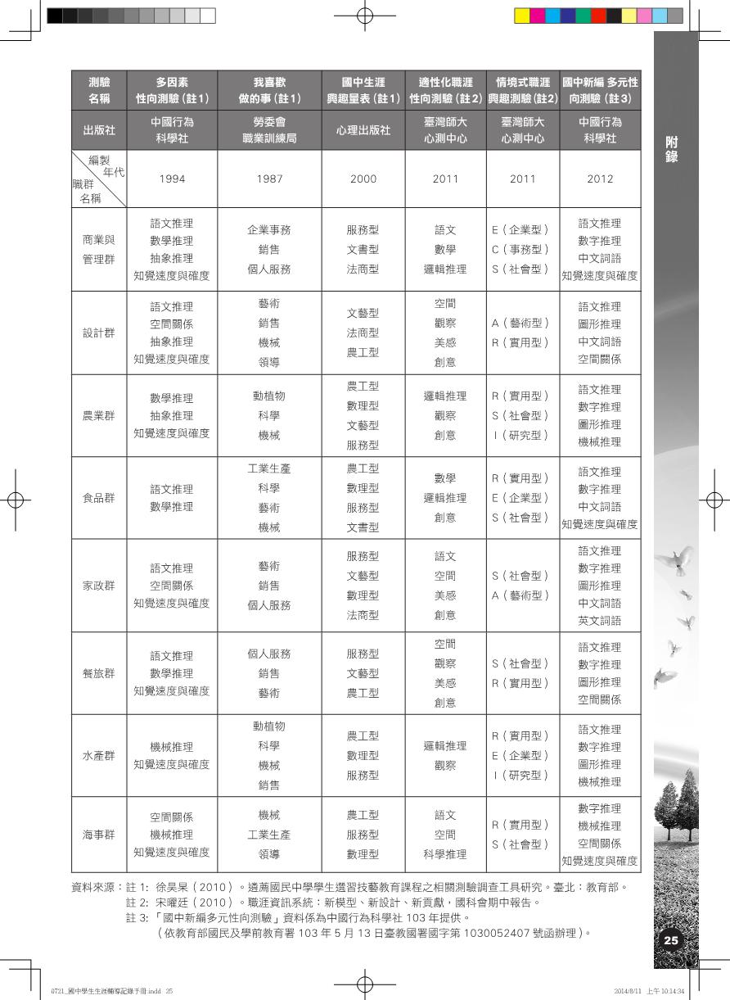 測驗 名稱
多因素 性向測驗(註1)
我喜歡 做的事(註1)
國中生涯 興趣量表(註1)
適性化職涯 性向測驗(註2)
情境式職涯 興趣測驗(註2)
國中新編 多元性 向測驗(註3)
出版社
中國行為 科學社
勞委會 職業訓練局
心理出版社
臺灣師大 心測中心
臺灣師大 心測中心
中國行為 科學社
編製 年代
職群 名稱
1994
1987
2000
2011
2011
2012
商業與 管理群
語文推理
數學推理
抽象推理
知覺速度與確度
企業事務
銷售
個人服務
服務型
文書型
法商型
語文
數學
邏輯推理
E(企業型)
C(事務型)
S(社會型)
語文推理
數字推理
中文詞語
知覺速度與確度
設計群
語文推理
空間關係
抽象推理
知覺速度與確度
藝術
銷售
機械
領導
文藝型
法商型
農工型
空間
觀察
美感
創意
A(藝術型)
R(實用型)
語文推理
圖形推理
中文詞語
空間關係
農業群
數學推理
抽象推理
知覺速度與確度
動植物
科學
機械
農工型
數理型
文藝型
服務型
邏輯推理
觀察
創意
R(實用型)
S(社會型)
I(研究型)
語文推理
數字推理
圖形推理
機械推理
食品群
語文推理
數學推理
工業生產
科學
藝術
機械
農工型
數理型
服務型
文書型
數學
邏輯推理
創意
R(實用型)
E(企業型)
S(社會型)
語文推理
數字推理
中文詞語
知覺速度與確度
家政群
語文推理
空間關係
知覺速度與確度
藝術
銷售
個人服務
服務型
文藝型
數理型
法商型
語文
空間
美感
創意
S(社會型)
A(藝術型)
語文推理
數字推理
圖形推理
中文詞語
英文詞語
餐旅群
語文推理
數學推理
知覺速度與確度
個人服務
銷售
藝術
服務型
文藝型
農工型
空間
觀察
美感
創意
S(社會型)
R(實用型)
語文推理
數字推理
圖形推理
空間關係
水產群
機械推理
知覺速度與確度
動植物
科學
機械
銷售
農工型
數理型
服務型
邏輯推理
觀察
R(實用型)
E(企業型)
I(研究型)
語文推理
數字推理
圖形推理
機械推理
海事群
空間關係
機械推理
知覺速度與確度
機械
工業生產
領導
農工型
服務型
數理型
語文
空間
科學推理
R(實用型)
S(社會型)
數字推理
機械推理
空間關係
知覺速度與確度
資料來源:註1: 徐昊杲(2010)。遴薦國民中學學生選習技藝教育課程之相關測驗調查工具研究。臺北:教育部。
註2: 宋曜廷(2010)。職涯資訊系統:新模型、新設計、新貢獻,國科會期中報告。
註3:「國中新編多元性向測驗」資料係為中國行為科學社 103 年提供。
(依教育部國民及學前教育署 103 年 5 月 13 日臺教國署國字第 1030052407 號函辦理)。
附錄
25
0721_國中學生生涯輔導記錄手冊.indd 25
2014/8/11 上午 10:14:34